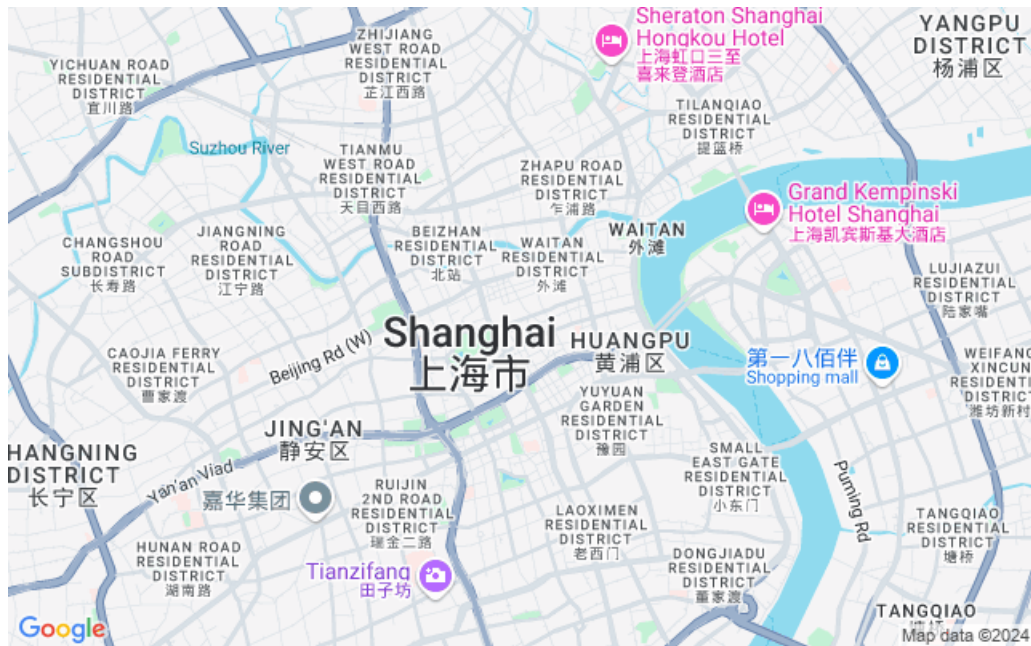 Sheraton Shanghai
Hongkou Hotel
上海虹口三至
喜来登酒店
YANGPU
DISTRICT
杨浦区
ZHIJIANG
WEST ROAD
RESIDENTIAL
DISTRICT
芷江西路
YICHUAN ROAD
RESIDENTIAL
DISTRICT
宜川路
TILANQIAO
RESIDENTIAL
DISTRICT
提篮桥
Suzhou River
TIANMU
WEST ROAD
RESIDENTIAL
DISTRICT
天目西路
ZHAPU ROAD
RESIDENTIAL
DISTRICT
乍浦路
Grand Kempinski
Hotel Shanghai
上海凯宾斯基大酒店
WAITAN
外滩
CHANGSHOU
ROAD
SUBDISTRICT
长寿路
JIANGNING
ROAD
RESIDENTIAL
DISTRICT
江宁路
BEIZHAN
RESIDENTIAL
DISTRICT
北站
WAITAN
RESIDENTIAL
DISTRICT
外滩
LUJIAZUI
RESIDENTIAL
DISTRICT
陆家嘴
Shanghai
上海市
HUANGPU
黄浦区
Beijing Rd (W)
CAOJIA FERRY
RESIDENTIAL
DISTRICT
曹家渡
第一八佰伴
Shopping mall
WEIFANG
XINCUN
RESIDENTI
DISTRICT
潍坊新村
YUYUAN
GARDEN
RESIDENTIAL
DISTRICT
豫园
JING'AN
静安区
HANGNING
DISTRICT
长宁区
Yan'an Viad
嘉华集团
SMALL
EAST GATE
RESIDENTIAL
DISTRICT
小东门
Puming Rd
RUIJIN
2ND ROAD
RESIDENTIAL
DISTRICT
瑞金二路
LAOXIMEN
RESIDENTIAL
DISTRICT
老西门
TANGQIAO
RESIDENTIAL
DISTRICT
塘桥
HUNAN ROAD
RESIDENTIAL
DISTRICT
湖南路
Tianzifang
田子坊
DONGJIADU
RESIDENTIAL
DISTRICT
董家渡
TANGQIAO
Google
Map data ©2024